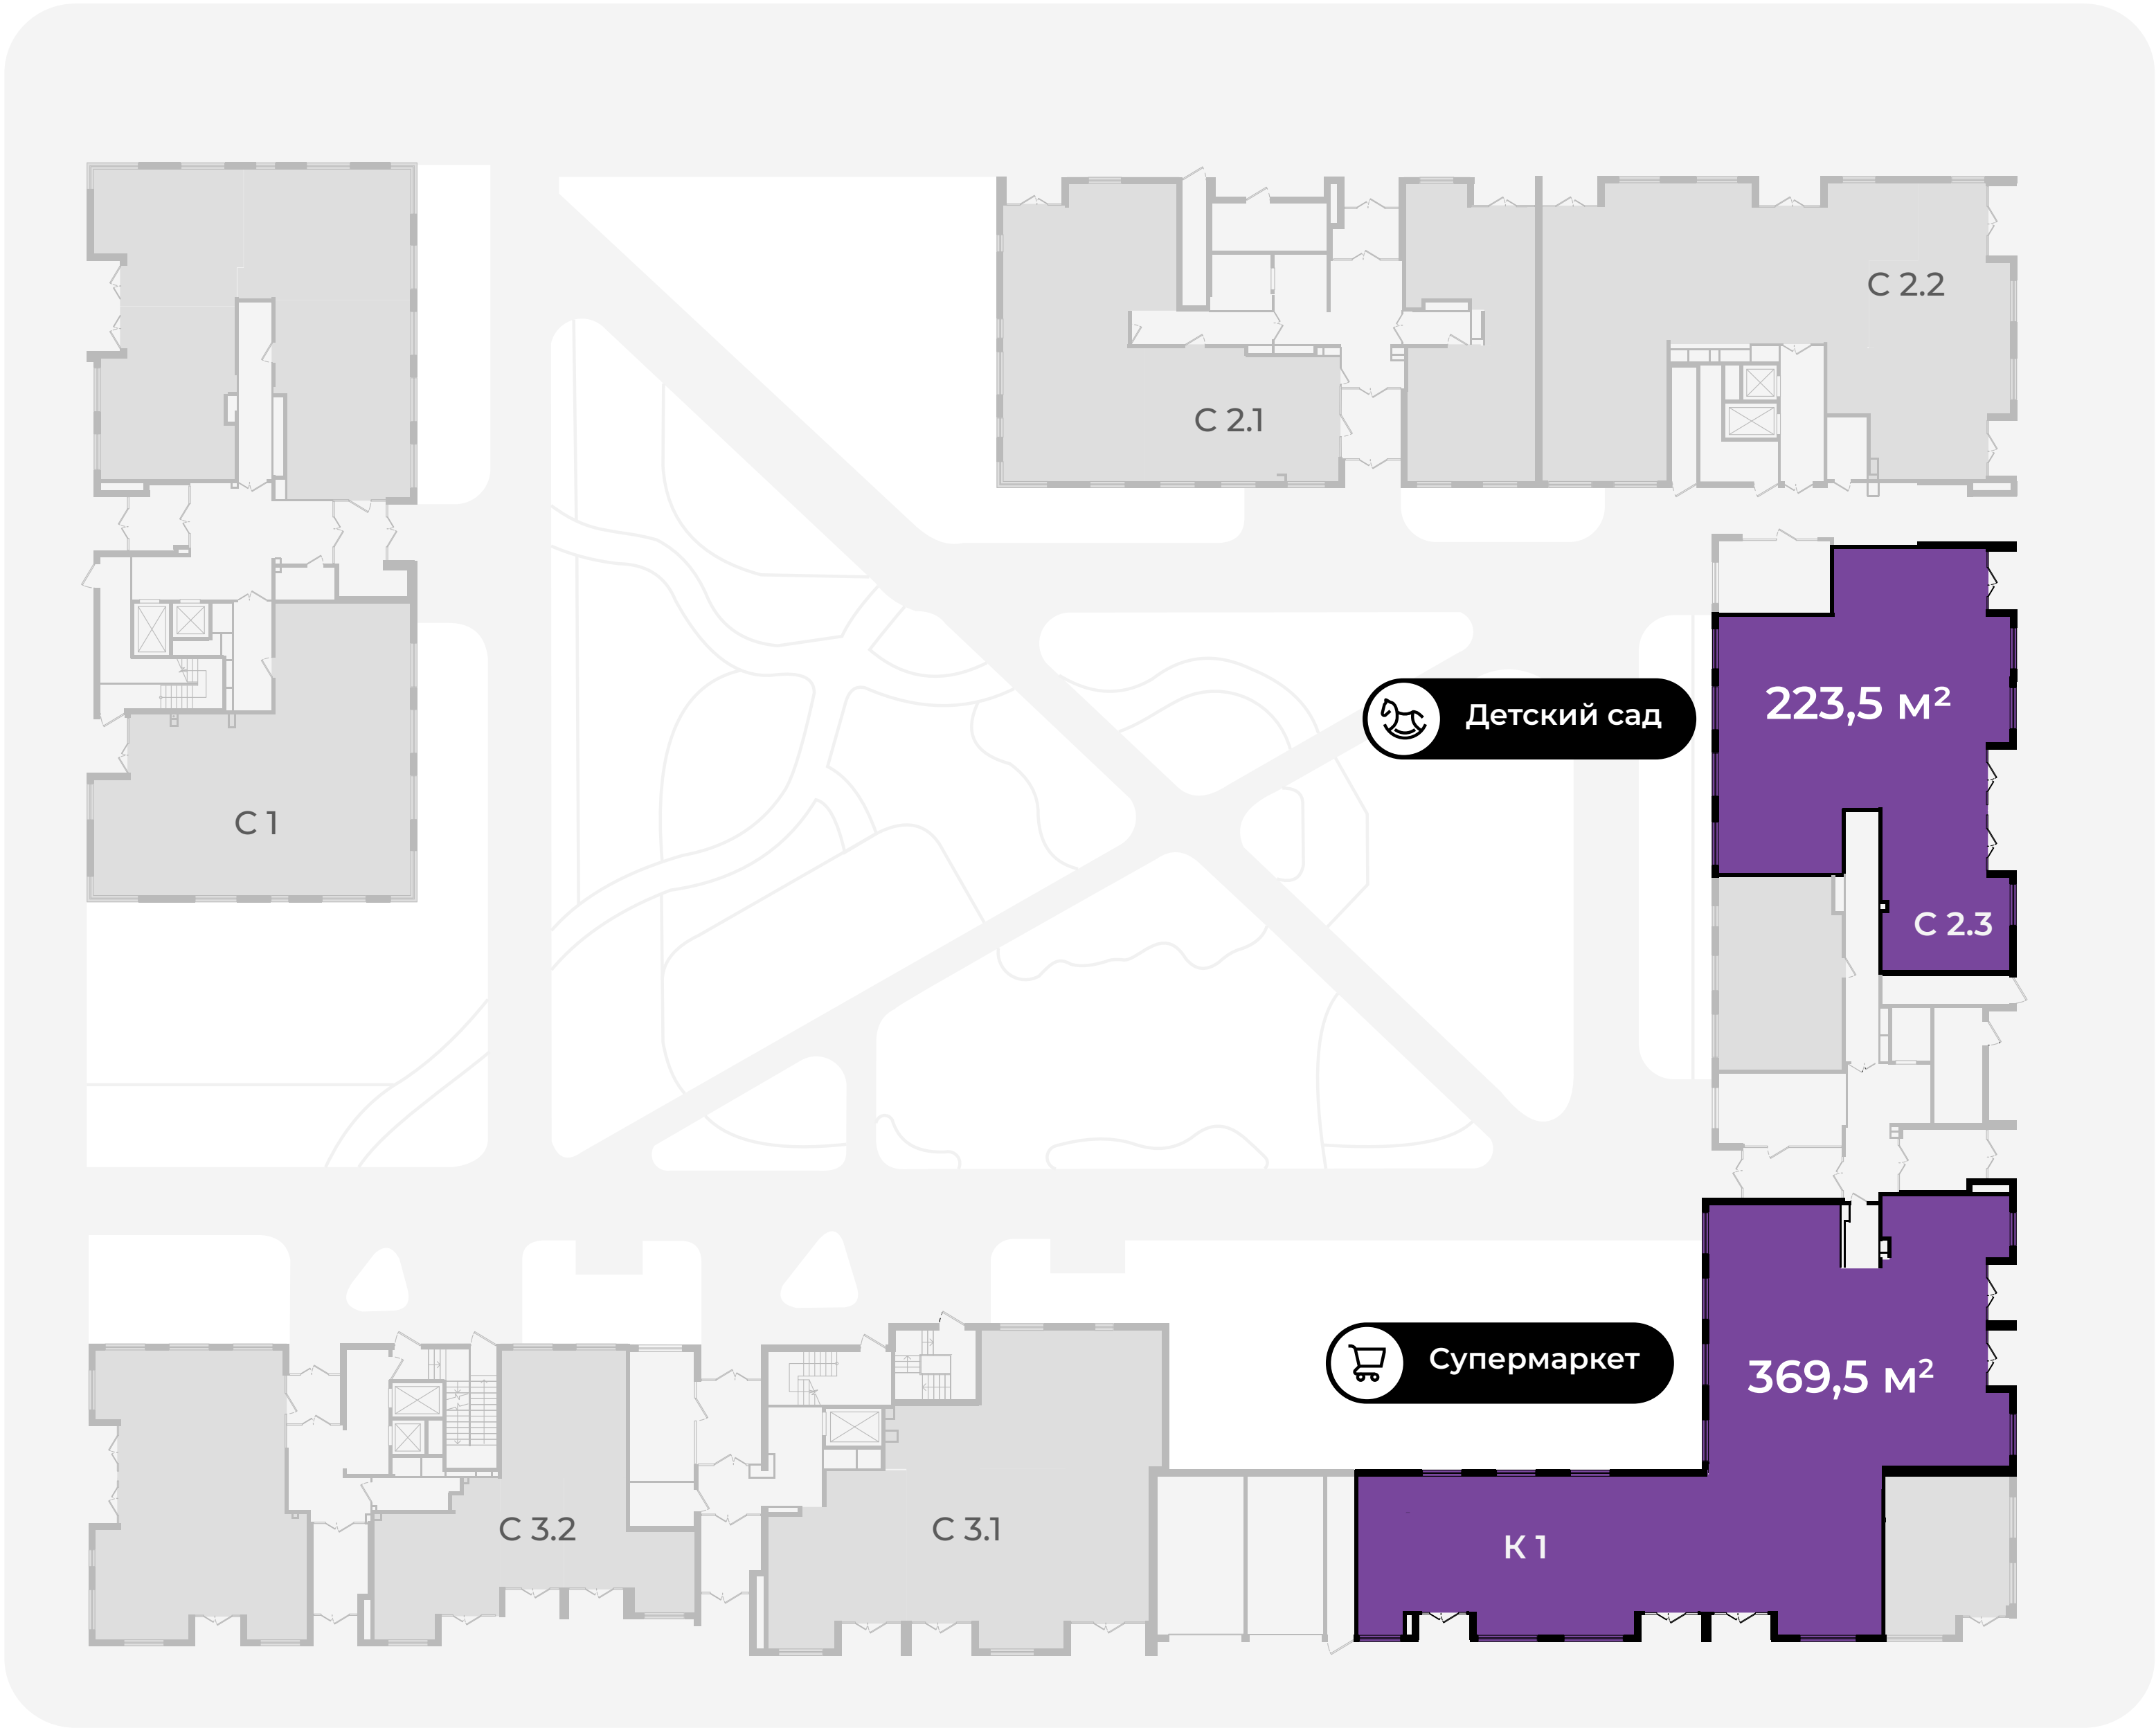 С 2.2
С 2.1
Детский сад
223,5 м²
С 1
С 2.3
Супермаркет
369,5 м²
С 3.2
С 3.1
К 1